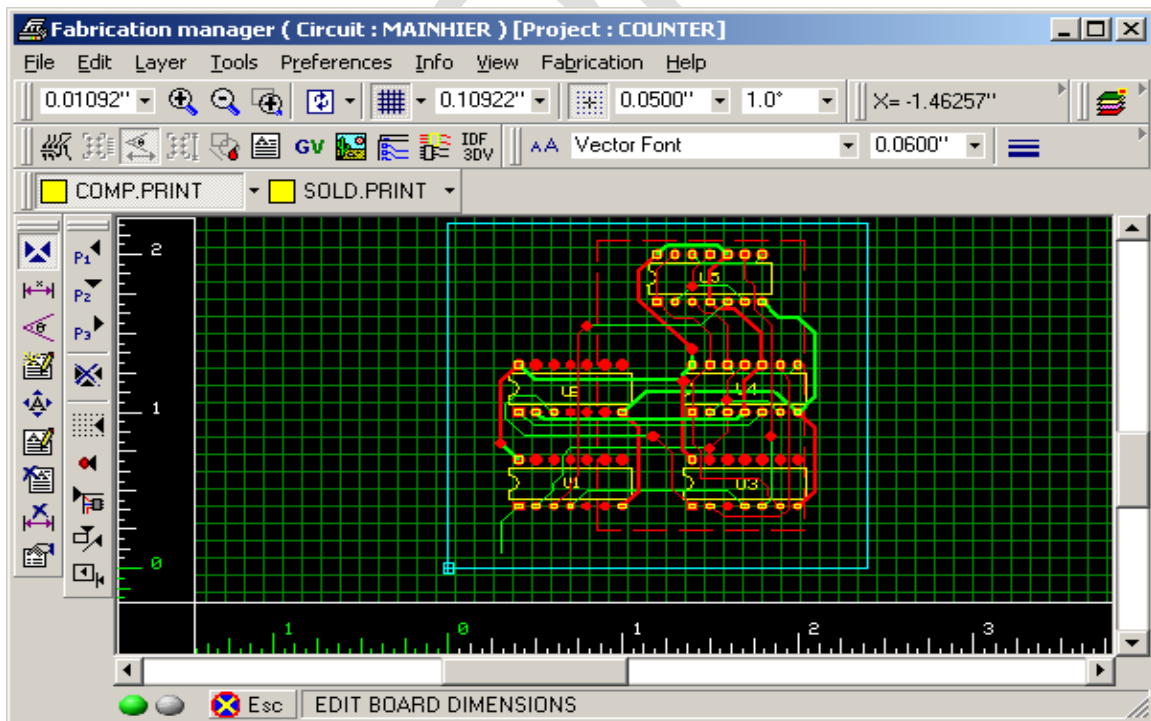 Fabrication manager ( Circuit : MAINHIER ) [Project : COUNTER]
File Edit Layer Tools Preferences Info View Fabrication Help
0.01092" 0.10922" 0.0500" 1.0° X= -1.46257"
GV IDF 3DV AA Vector Font 0.0600"
COMP.PRINT SOLD.PRINT
P1
P2
P3
2
1
0
U5
U2 U4
U1 U3
1 0 1 2 3
Esc EDIT BOARD DIMENSIONS